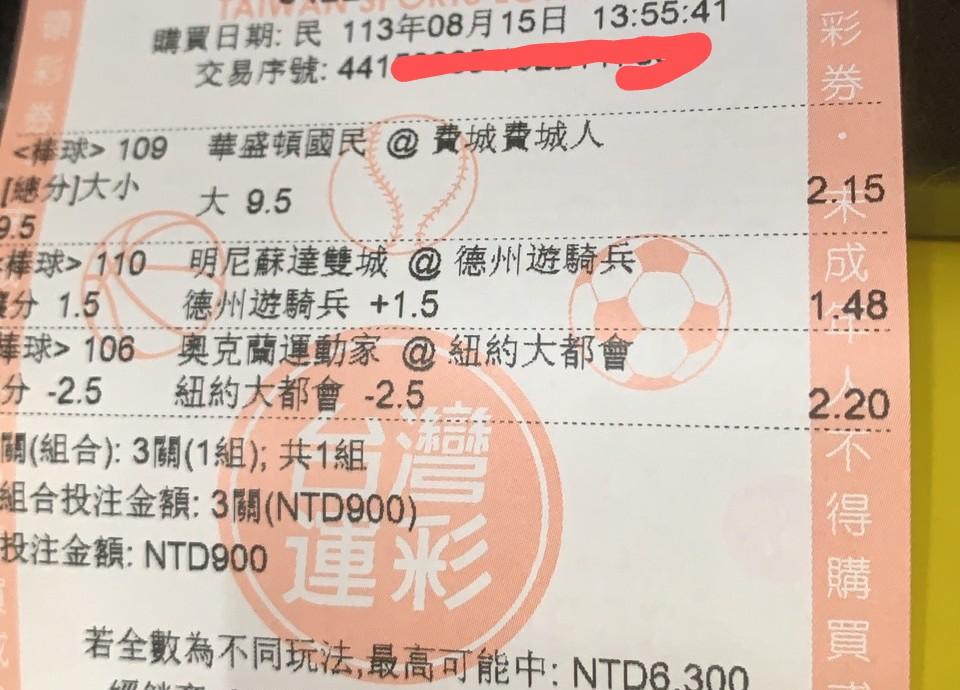 TAIWAN SPORTS LO
購買日期: 民 113年08月15日 13:55:41
交易序號: 441
<棒球> 109 華盛頓國民 @ 費城費城人
[總分]大小 大 9.5 2.15
9.5
棒球> 110 明尼蘇達雙城 @ 德州遊騎兵
分 1.5 德州遊騎兵 +1.5 1.48
棒球> 106 奧克蘭運動家 @ 紐約大都會
分 -2.5 紐約大都會 -2.5 2.20
關(組合): 3關(1組); 共1組
組合投注金額: 3關(NTD900)
投注金額: NTD900
若全數為不同玩法,最高可能中: NTD6,300
經銷商
台灣
運彩
彩券·未成年人不得購買
彩券